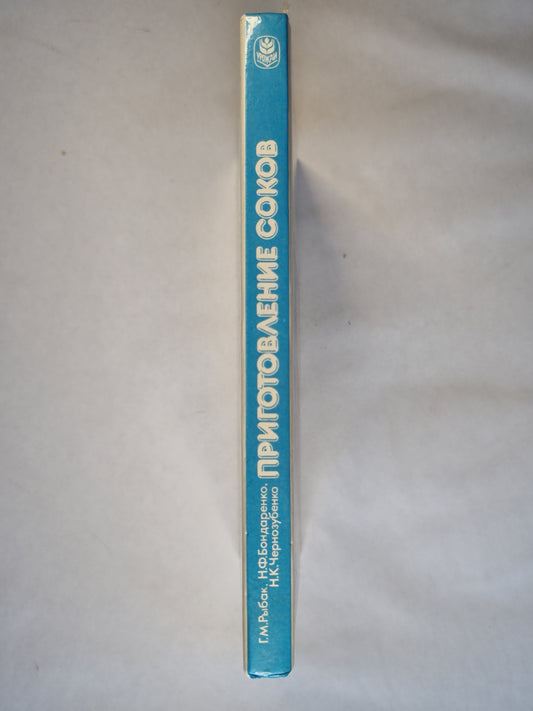 Г.М.Рыбак, Н.Ф.Бондаренко,
Н.К.Чернозубенко
ПРИГОТОВЛЕНИЕ СОКОВ